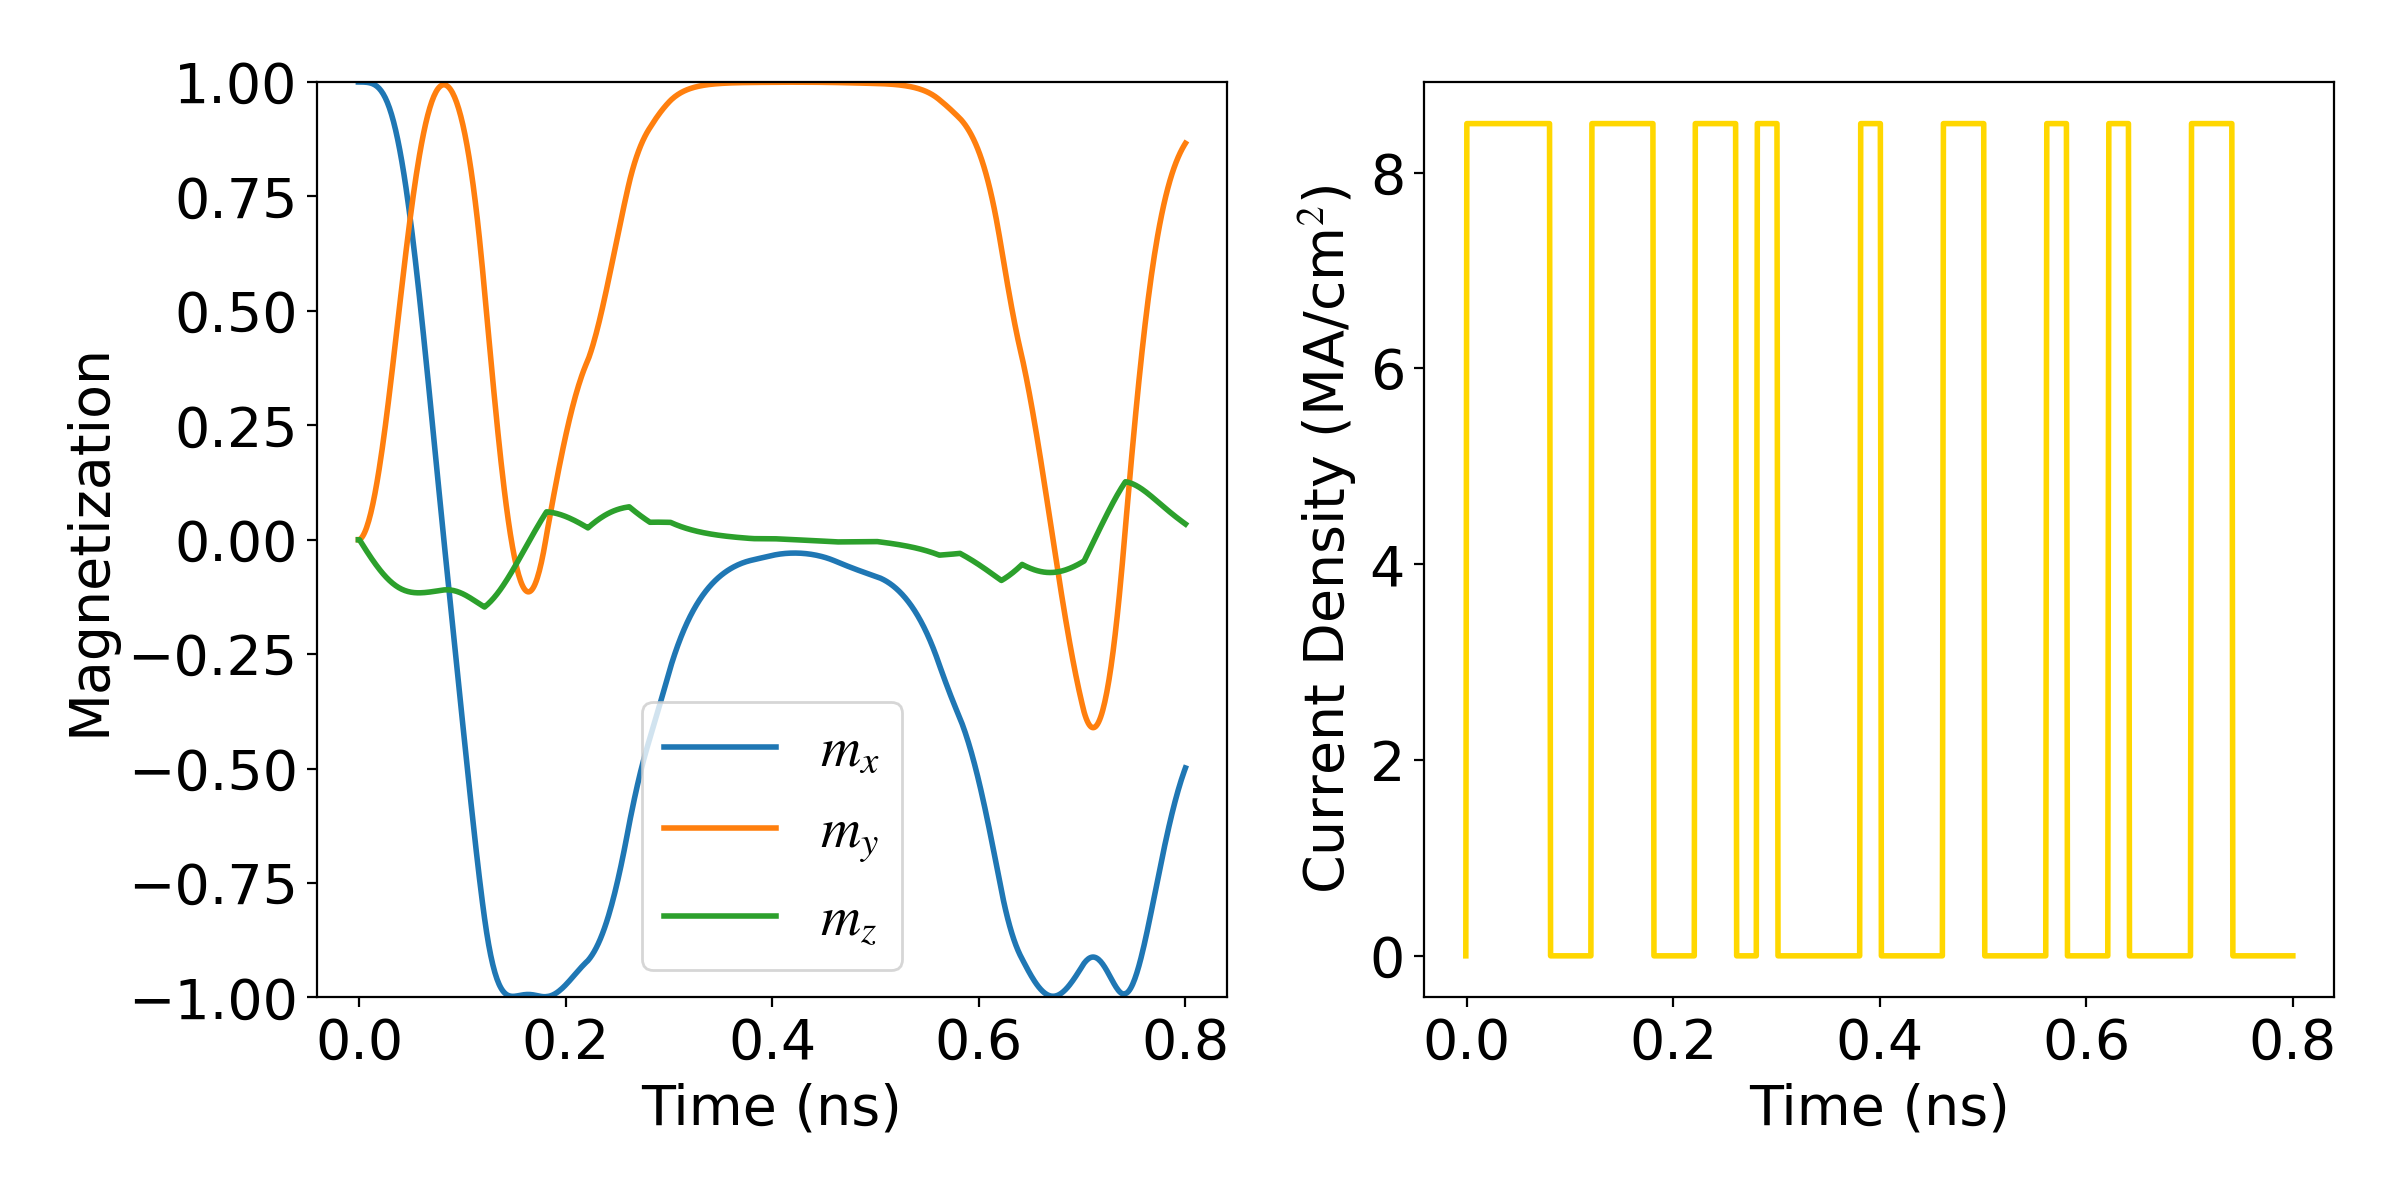 Magnetization
1.00
0.75
0.50
0.25
0.00
−0.25
−0.50
−0.75
−1.00
0.0 0.2 0.4 0.6 0.8
Time (ns)
m_x
m_y
m_z
Current Density (MA/cm²)
8
6
4
2
0
0.0 0.2 0.4 0.6 0.8
Time (ns)